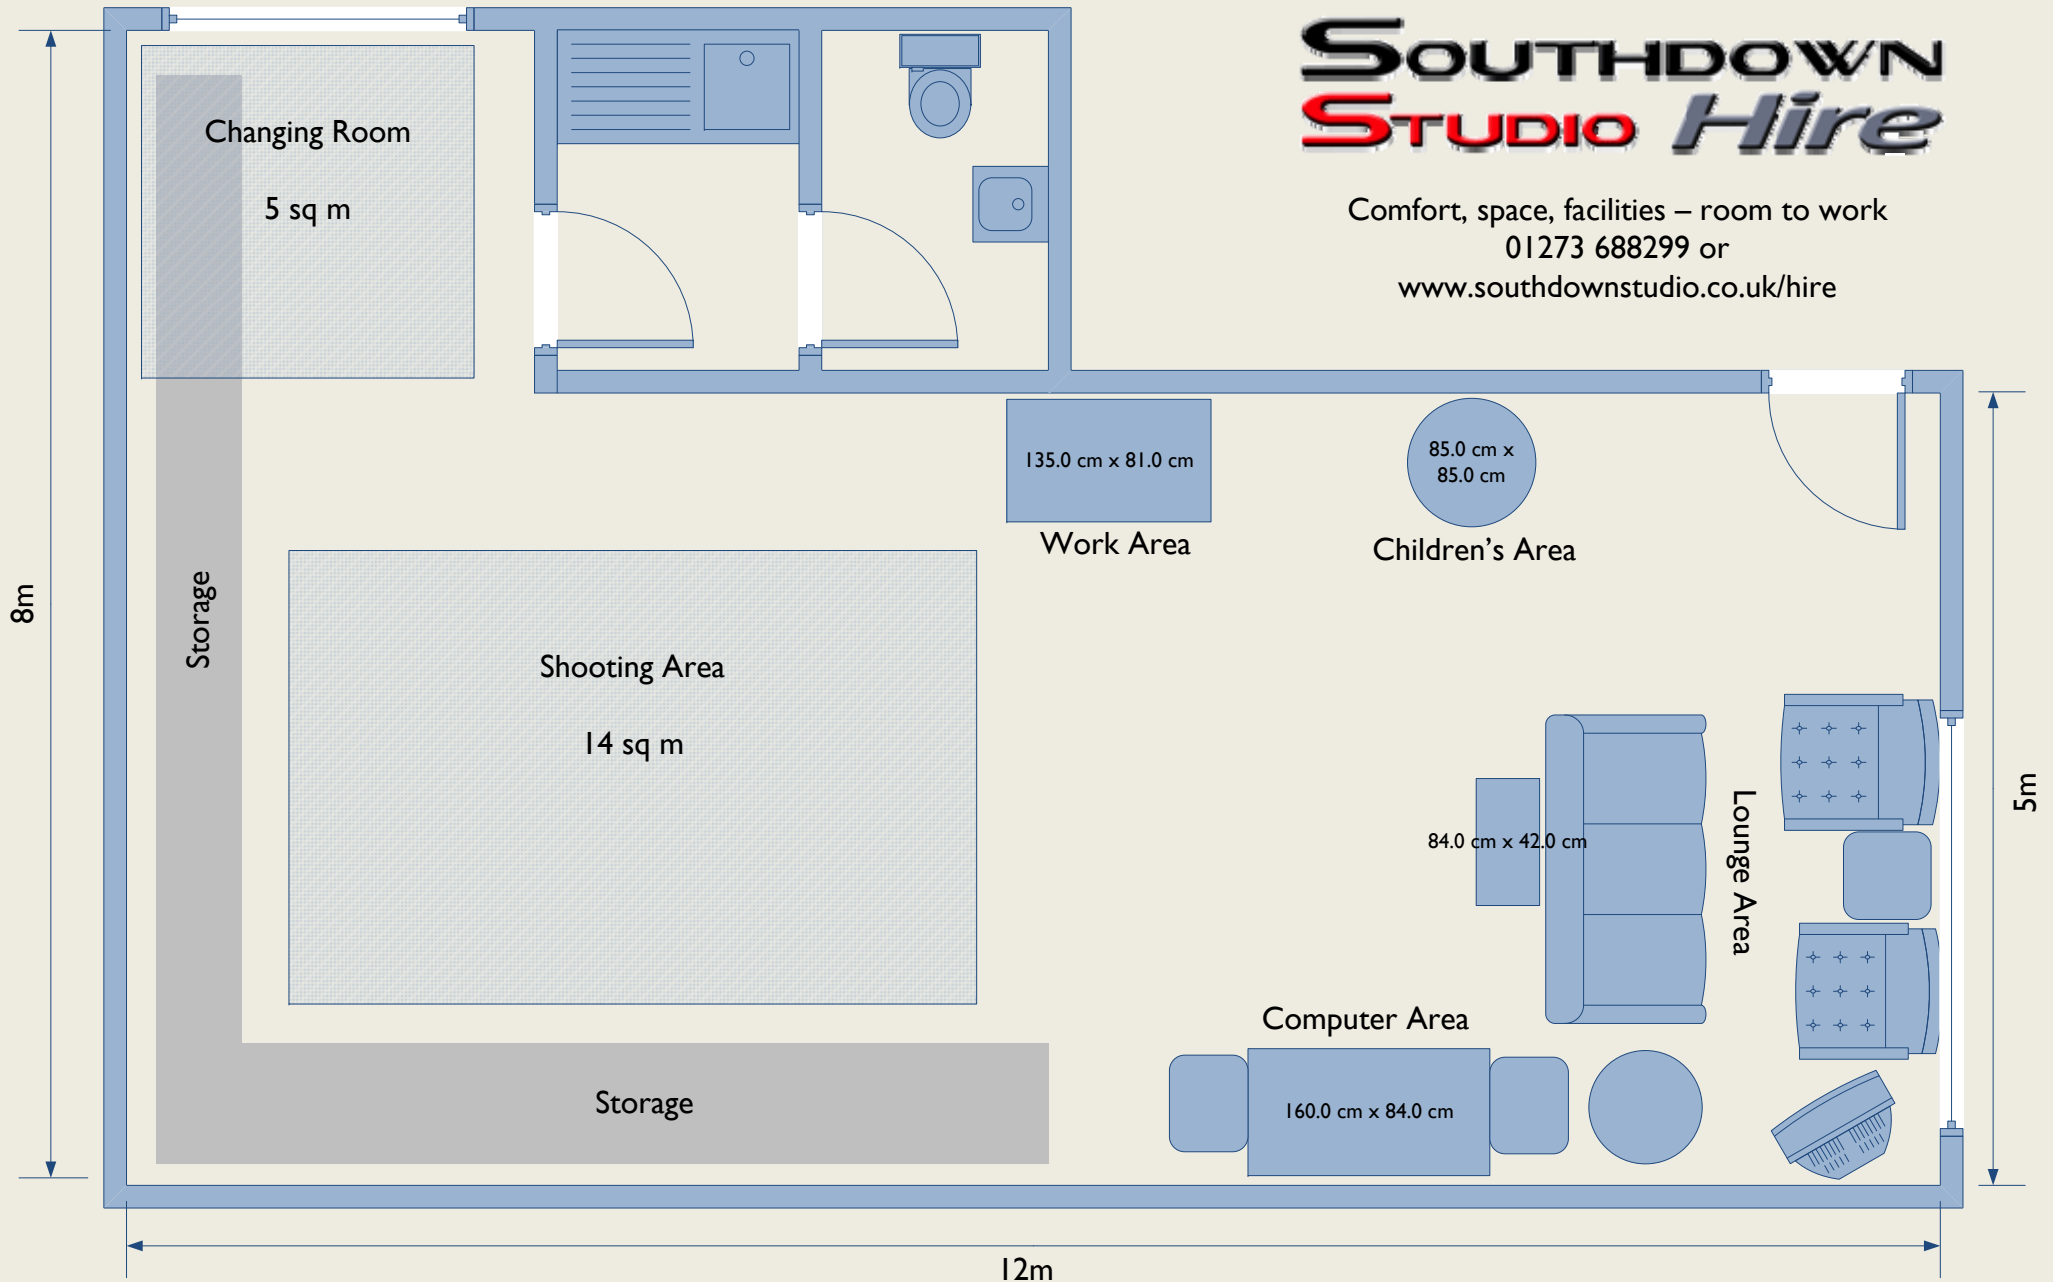 SOUTHDOWN
STUDIO Hire
Comfort, space, facilities – room to work
01273 688299 or
www.southdownstudio.co.uk/hire
Changing Room
5 sq m
135.0 cm x 81.0 cm
Work Area
85.0 cm x
85.0 cm
Children’s Area
8m
Storage
Shooting Area
14 sq m
84.0 cm x 42.0 cm
Lounge Area
5m
Computer Area
160.0 cm x 84.0 cm
Storage
12m